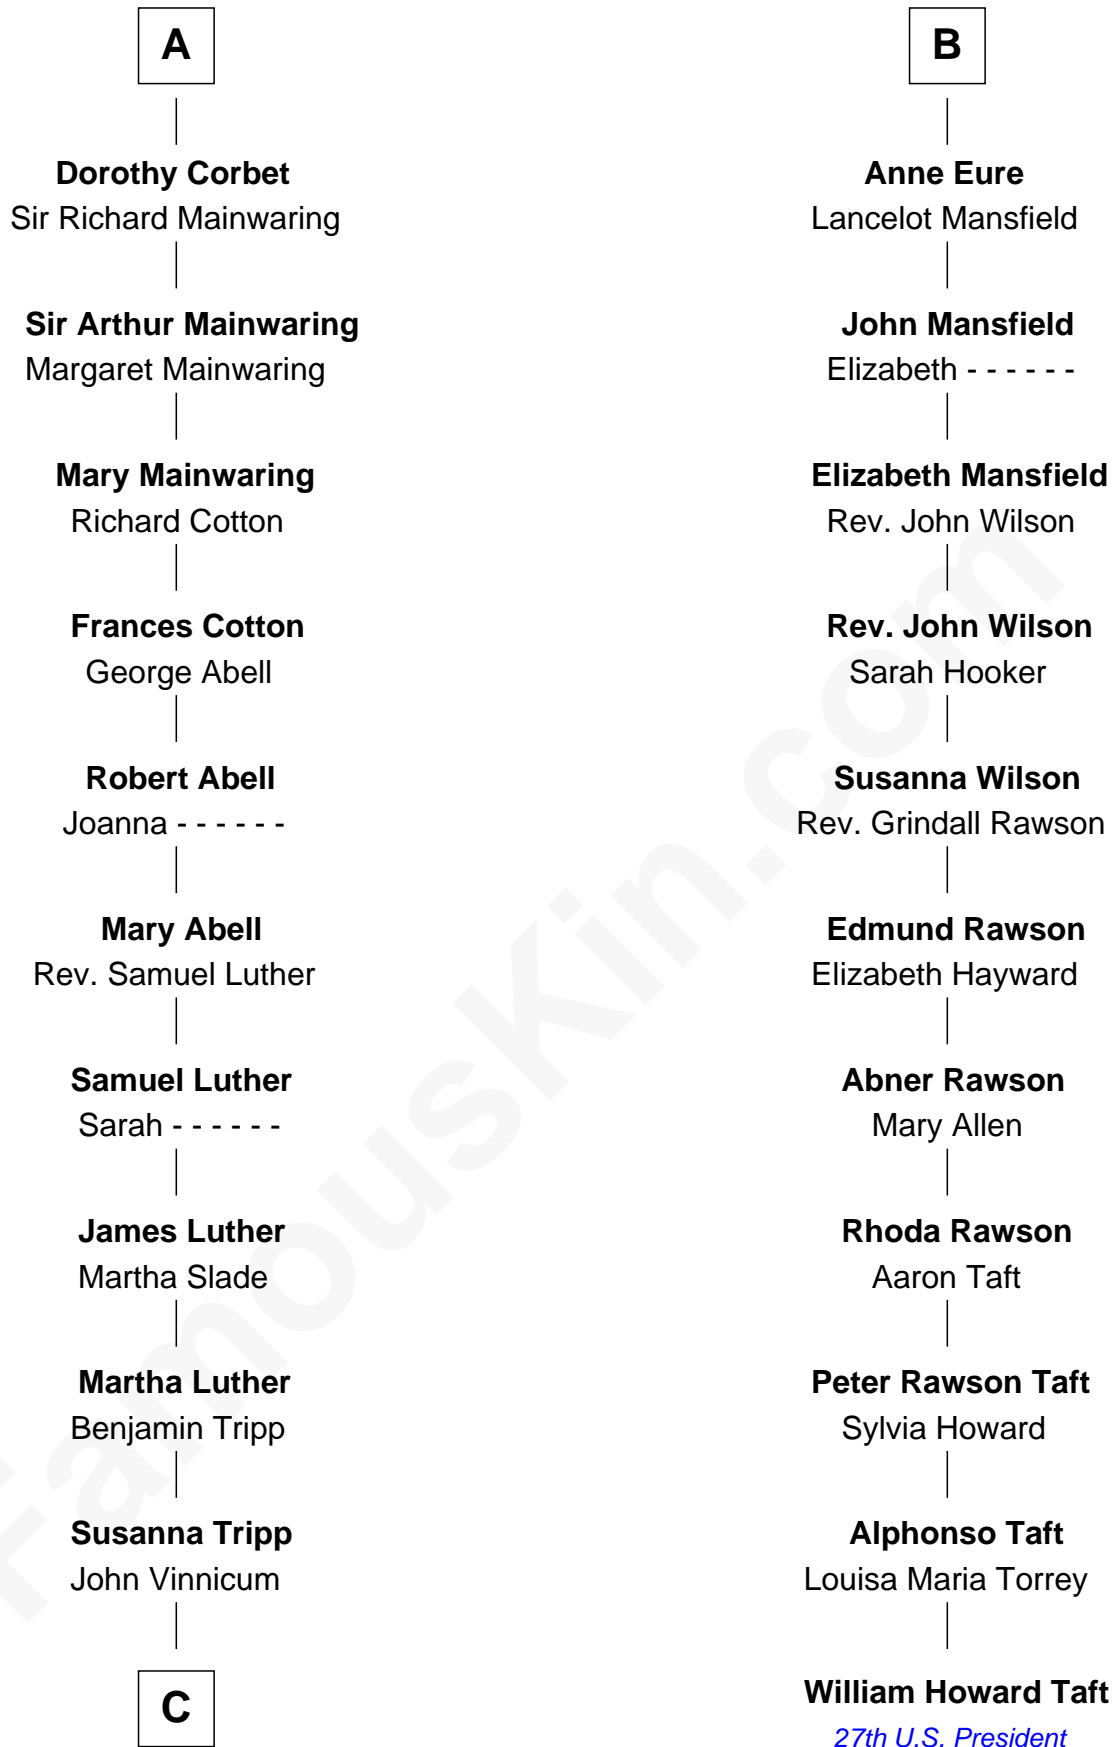 A
Dorothy Corbet
Sir Richard Mainwaring
Sir Arthur Mainwaring
Margaret Mainwaring
Mary Mainwaring
Richard Cotton
Frances Cotton
George Abell
Robert Abell
Joanna - - - - - -
Mary Abell
Rev. Samuel Luther
Samuel Luther
Sarah - - - - - -
James Luther
Martha Slade
Martha Luther
Benjamin Tripp
Susanna Tripp
John Vinnicum
C
B
Anne Eure
Lancelot Mansfield
John Mansfield
Elizabeth - - - - - -
Elizabeth Mansfield
Rev. John Wilson
Rev. John Wilson
Sarah Hooker
Susanna Wilson
Rev. Grindall Rawson
Edmund Rawson
Elizabeth Hayward
Abner Rawson
Mary Allen
Rhoda Rawson
Aaron Taft
Peter Rawson Taft
Sylvia Howard
Alphonso Taft
Louisa Maria Torrey
William Howard Taft
27th U.S. President
FamousKin.com